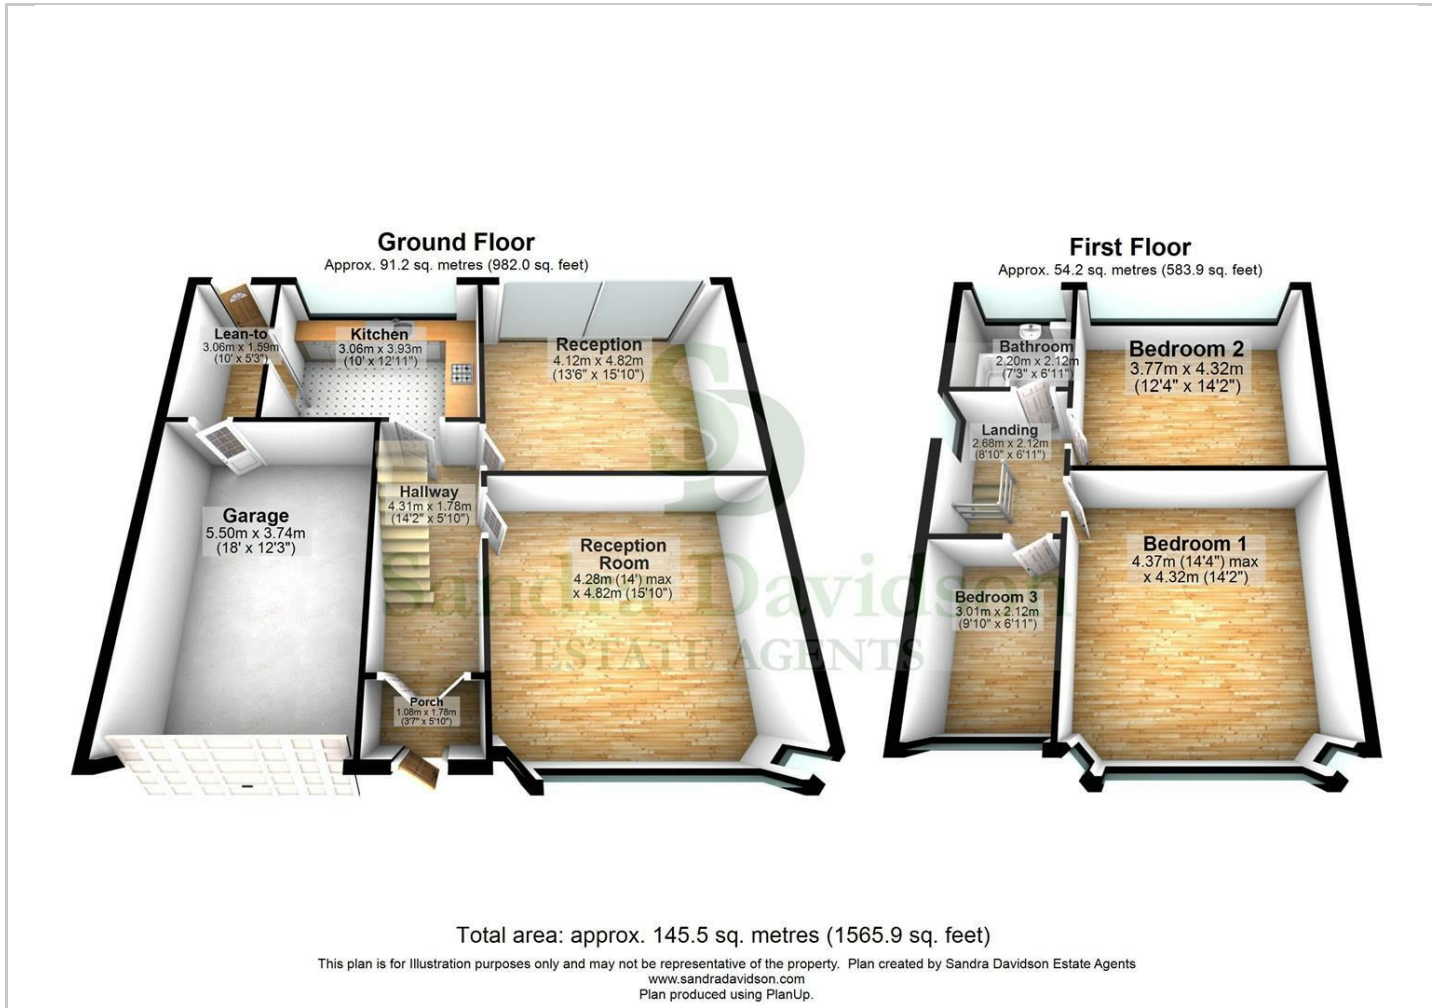 Ground Floor
Approx. 91.2 sq. metres (982.0 sq. feet)
Lean-to
3.06m x 1.59m
(10' x 5'3")
Kitchen
3.06m x 3.93m
(10' x 12'11")
Reception
4.12m x 4.82m
(13'6" x 15'10")
Hallway
4.31m x 1.78m
(14'2" x 5'10")
Garage
5.50m x 3.74m
(18' x 12'3")
Reception
Room
4.28m (14') max
x 4.82m (15'10")
Porch
1.08m x 1.78m
(3'7" x 5'10")
First Floor
Approx. 54.2 sq. metres (583.9 sq. feet)
Bathroom
2.20m x 2.12m
(7'3" x 6'11")
Bedroom 2
3.77m x 4.32m
(12'4" x 14'2")
Landing
2.68m x 2.12m
(8'10" x 6'11")
Bedroom 1
4.37m (14'4") max
x 4.32m (14'2")
Bedroom 3
3.01m x 2.12m
(9'10" x 6'11")
SD
Sandra Davidson
ESTATE AGENTS
Total area: approx. 145.5 sq. metres (1565.9 sq. feet)
This plan is for Illustration purposes only and may not be representative of the property. Plan created by Sandra Davidson Estate Agents
www.sandradavidson.com
Plan produced using PlanUp.